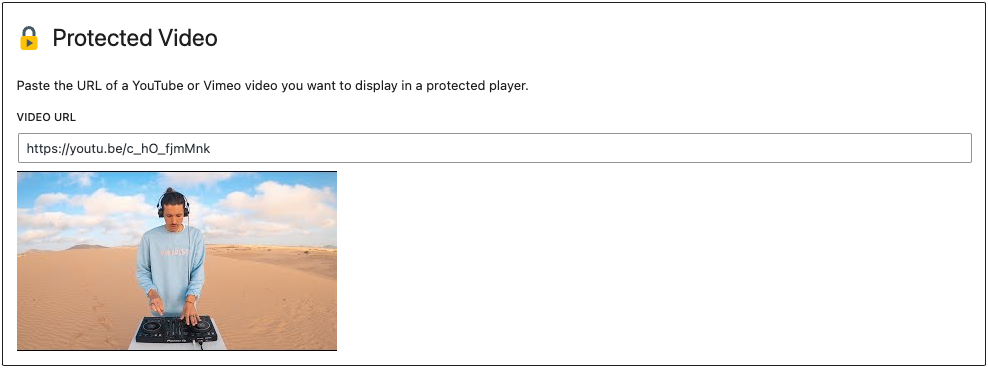 Protected Video
Paste the URL of a YouTube or Vimeo video you want to display in a protected player.
VIDEO URL
https://youtu.be/c_hO_fjmMnk